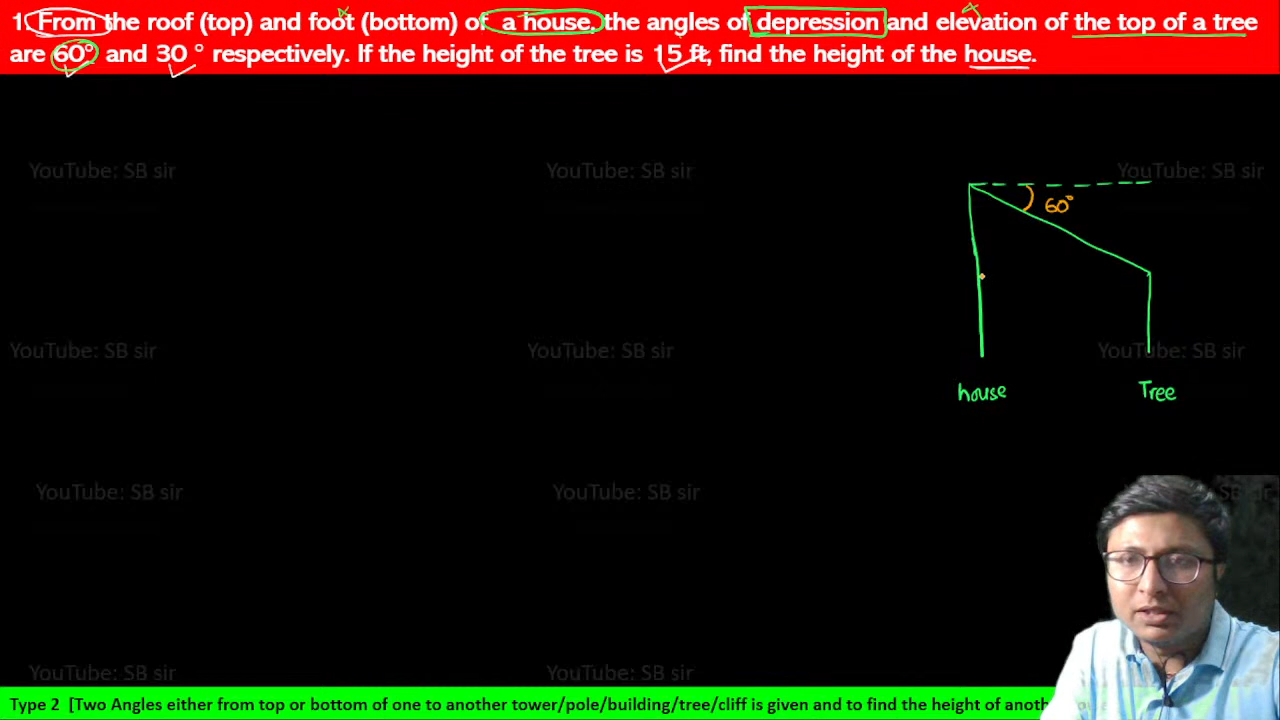 1. From the roof (top) and foot (bottom) of a house, the angles of depression and elevation of the top of a tree
are 60° and 30 ° respectively. If the height of the tree is 15 ft, find the height of the house.
YouTube: SB sir YouTube: SB sir YouTube: SB sir
60°
YouTube: SB sir YouTube: SB sir YouTube: SB sir
house Tree
YouTube: SB sir YouTube: SB sir SB sir
YouTube: SB sir YouTube: SB sir
Type 2 [Two Angles either from top or bottom of one to another tower/pole/building/tree/cliff is given and to find the height of